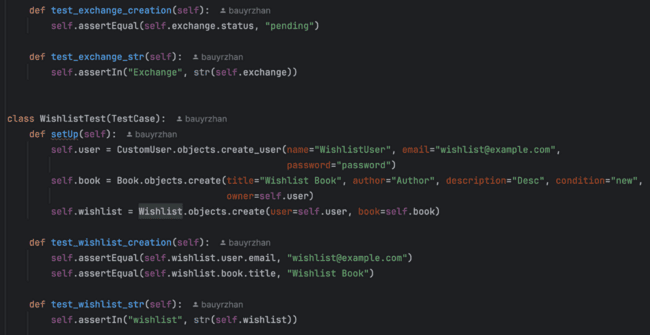 def test_exchange_creation(self): bauyrzhan
self.assertEqual(self.exchange.status, "pending")
def test_exchange_str(self): bauyrzhan
self.assertIn("Exchange", str(self.exchange))
class WishlistTest(TestCase): bauyrzhan
def setUp(self): bauyrzhan
self.user = CustomUser.objects.create_user(name="WishlistUser", email="wishlist@example.com",
password="password")
self.book = Book.objects.create(title="Wishlist Book", author="Author", description="Desc", condition="new",
owner=self.user)
self.wishlist = Wishlist.objects.create(user=self.user, book=self.book)
def test_wishlist_creation(self): bauyrzhan
self.assertEqual(self.wishlist.user.email, "wishlist@example.com")
self.assertEqual(self.wishlist.book.title, "Wishlist Book")
def test_wishlist_str(self): bauyrzhan
self.assertIn("wishlist", str(self.wishlist))